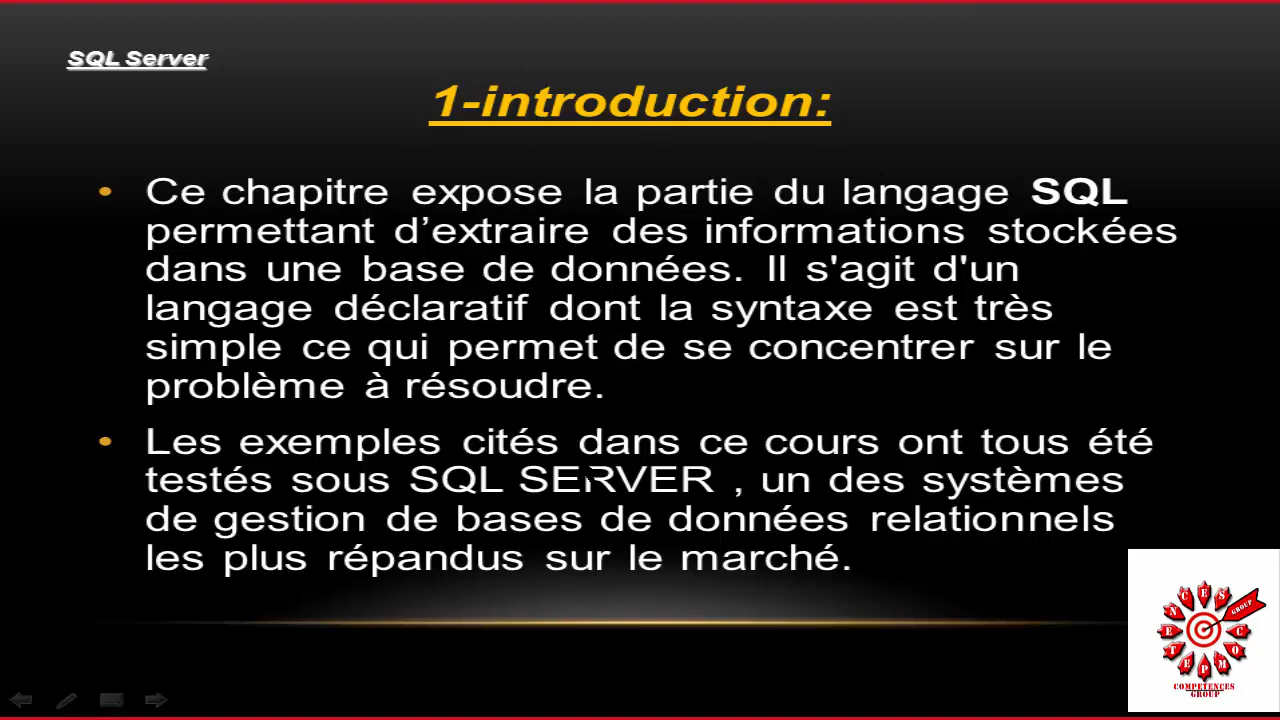 SQL Server
1-introduction:
• Ce chapitre expose la partie du langage SQL
permettant d’extraire des informations stockées
dans une base de données. Il s'agit d'un
langage déclaratif dont la syntaxe est très
simple ce qui permet de se concentrer sur le
problème à résoudre.
• Les exemples cités dans ce cours ont tous été
testés sous SQL SERVER , un des systèmes
de gestion de bases de données relationnels
les plus répandus sur le marché.
COMPETENCES
GROUP
COMPETENCES
GROUP